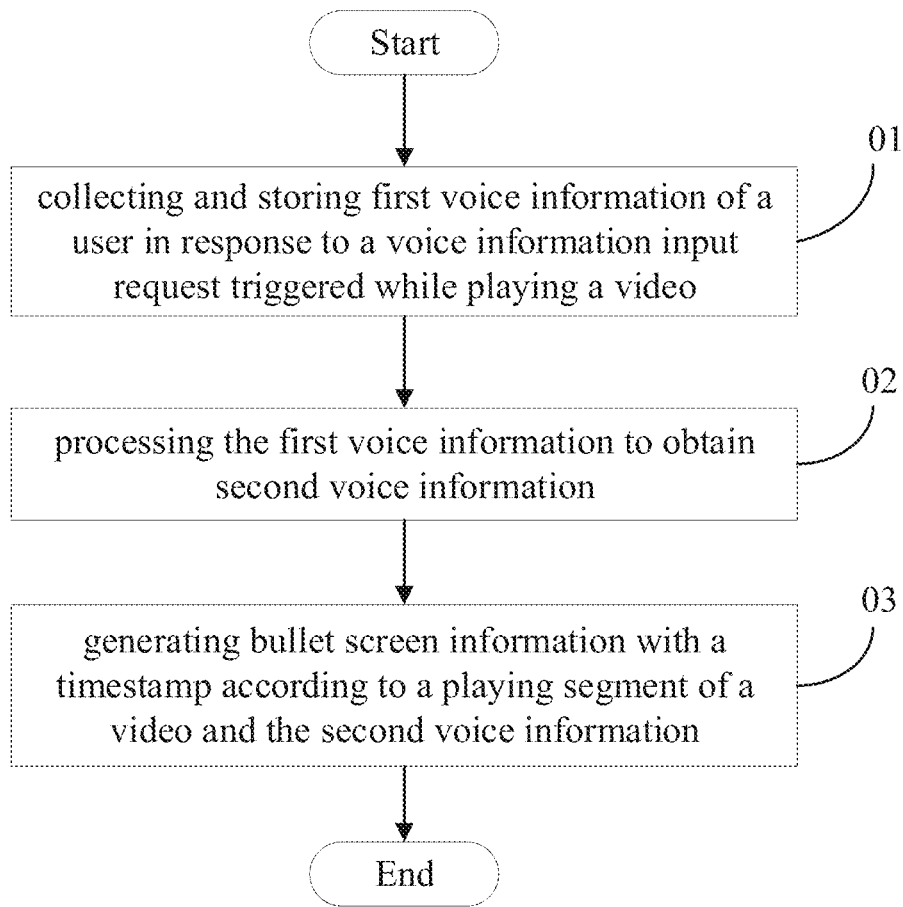 Start
01
collecting and storing first voice information of a
user in response to a voice information input
request triggered while playing a video
02
processing the first voice information to obtain
second voice information
03
generating bullet screen information with a
timestamp according to a playing segment of a
video and the second voice information
End